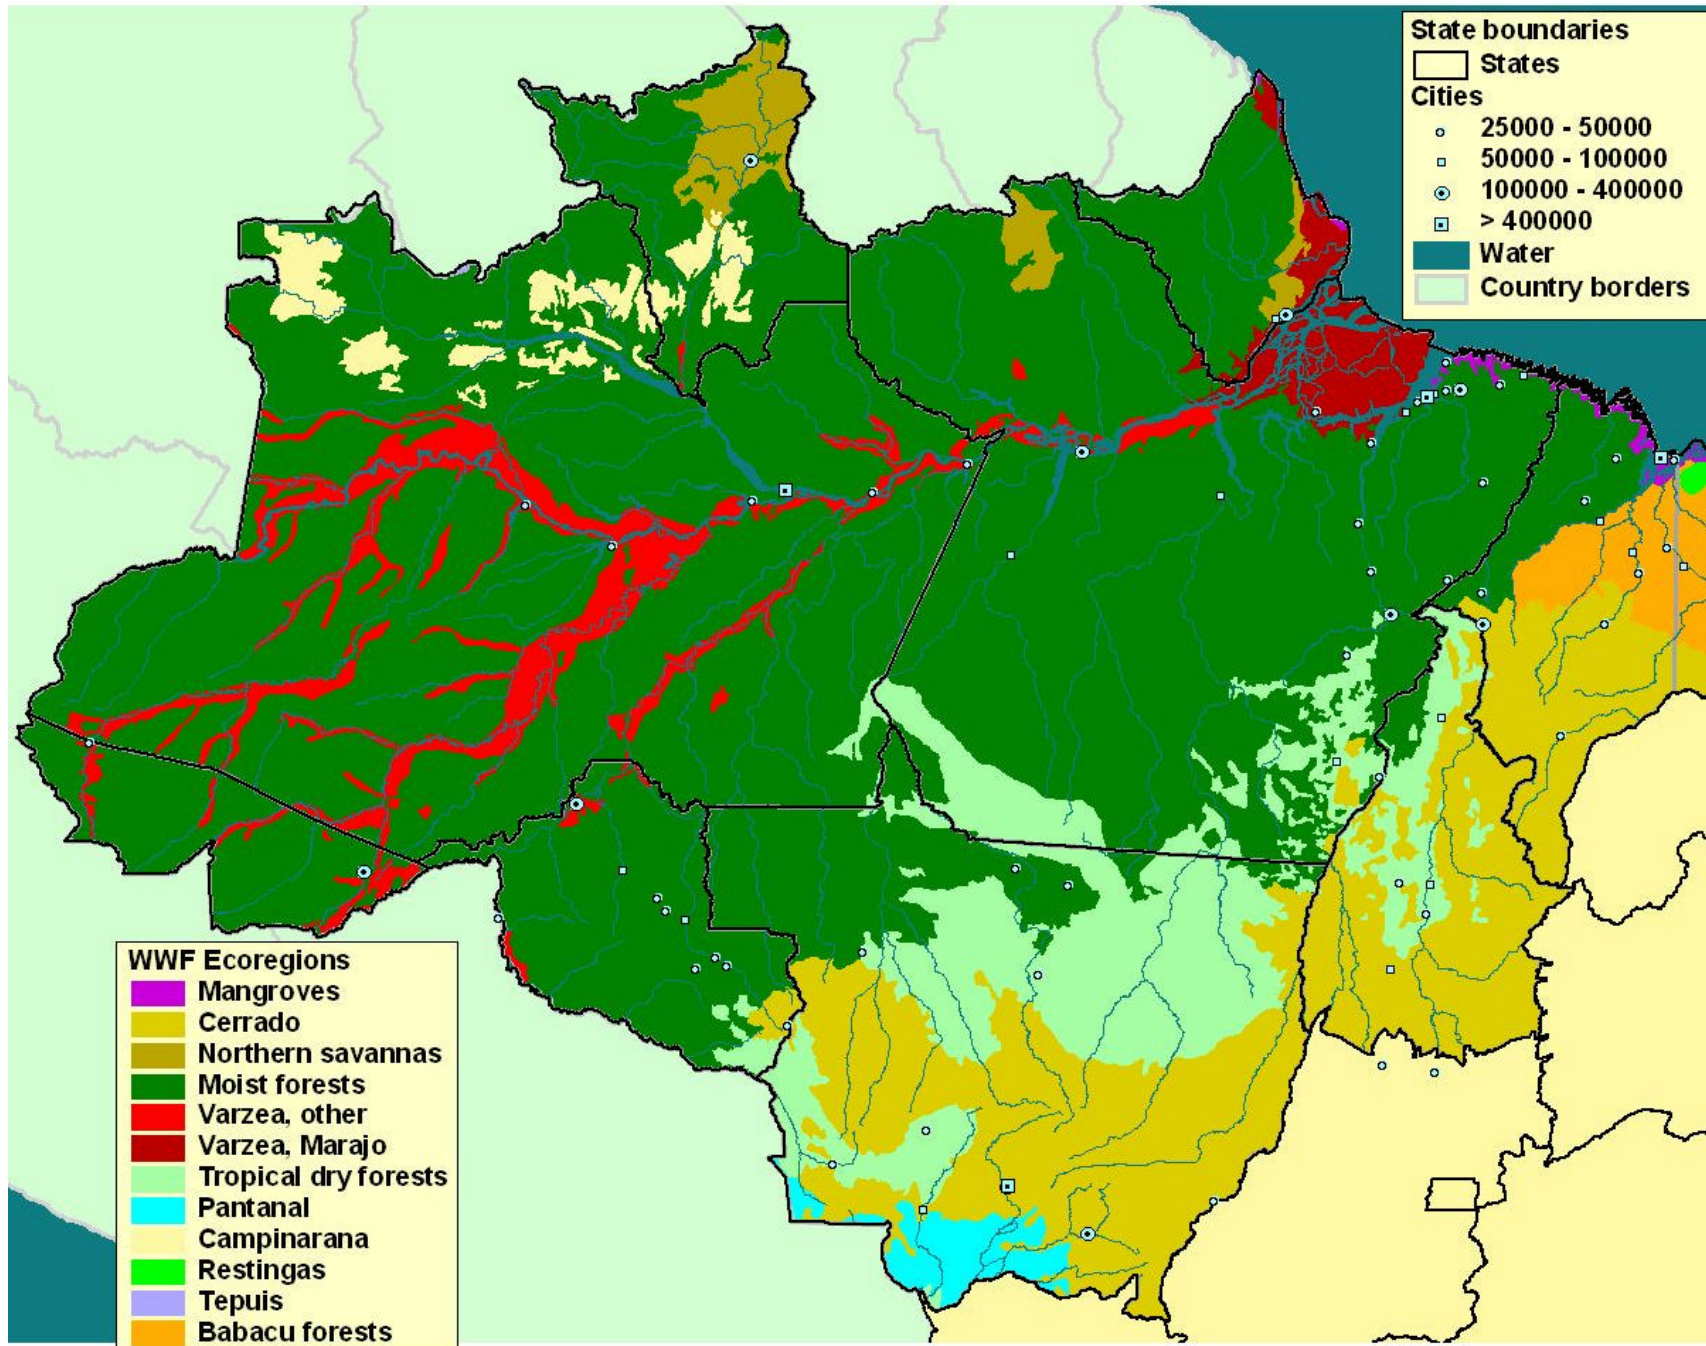 State boundaries
States
Cities
25000 - 50000
50000 - 100000
100000 - 400000
> 400000
Water
Country borders
WWF Ecoregions
Mangroves
Cerrado
Northern savannas
Moist forests
Varzea, other
Varzea, Marajo
Tropical dry forests
Pantanal
Campinarana
Restingas
Tepuis
Babacu forests